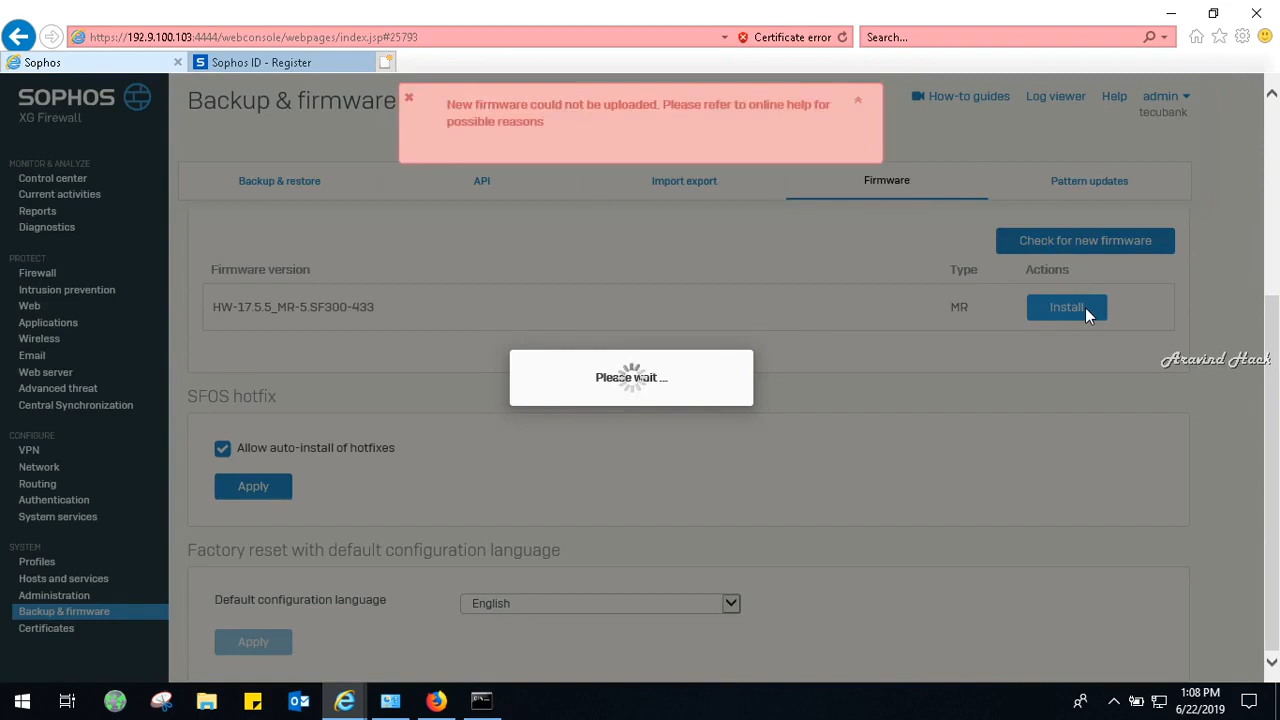 https://192.9.100.103:4444/webconsole/webpages/index.jsp#25793
Certificate error
Search...
Sophos
Sophos ID - Register
SOPHOS
XG Firewall
Backup & firmware
New firmware could not be uploaded. Please refer to online help for
possible reasons
How-to guides
Log viewer
Help
admin
tecubank
MONITOR & ANALYZE
Control center
Current activities
Reports
Diagnostics
PROTECT
Firewall
Intrusion prevention
Web
Applications
Wireless
Email
Web server
Advanced threat
Central Synchronization
CONFIGURE
VPN
Network
Routing
Authentication
System services
SYSTEM
Profiles
Hosts and services
Administration
Backup & firmware
Certificates
Backup & restore
API
Import export
Firmware
Pattern updates
Check for new firmware
Firmware version
Type
Actions
HW-17.5.5_MR-5.SF300-433
MR
Install
Aravind Hack
Please wait ...
SFOS hotfix
Allow auto-install of hotfixes
Apply
Factory reset with default configuration language
Default configuration language
English
Apply
1:08 PM
6/22/2019